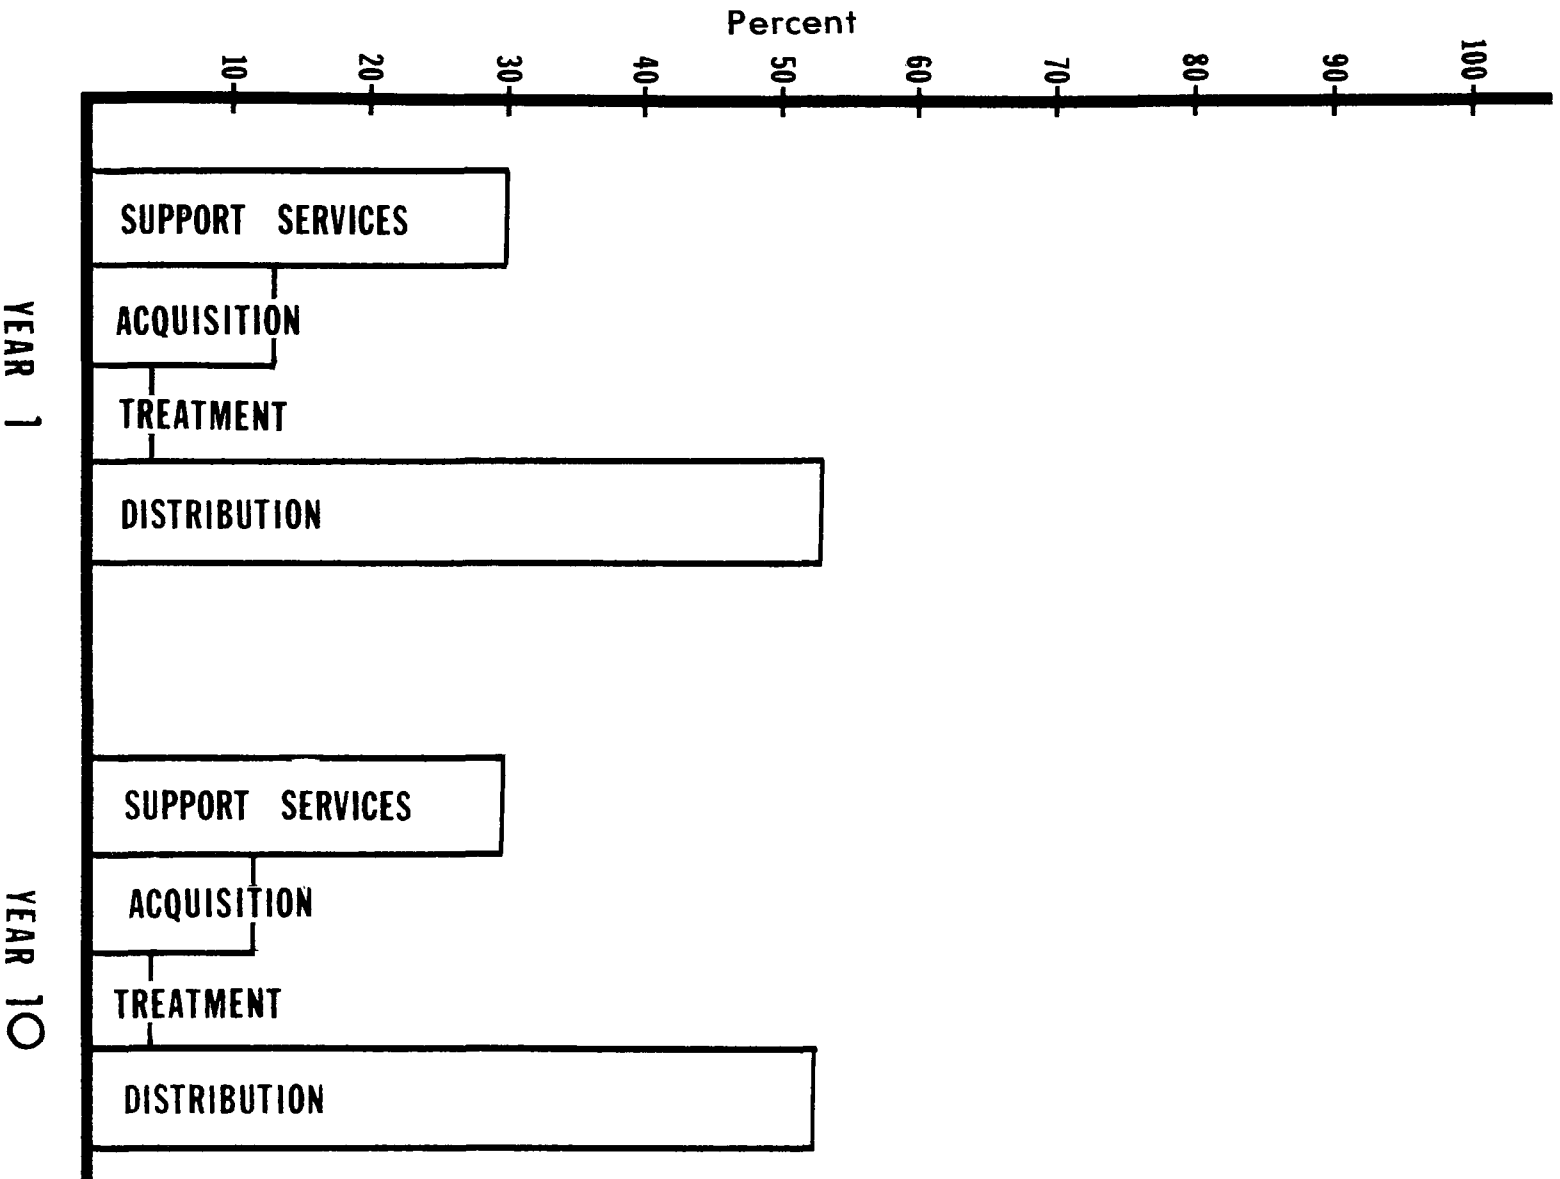 Percent
10 20 30 40 50 60 70 80 90 100
YEAR 1
SUPPORT SERVICES
ACQUISITION
TREATMENT
DISTRIBUTION
YEAR 10
SUPPORT SERVICES
ACQUISITION
TREATMENT
DISTRIBUTION